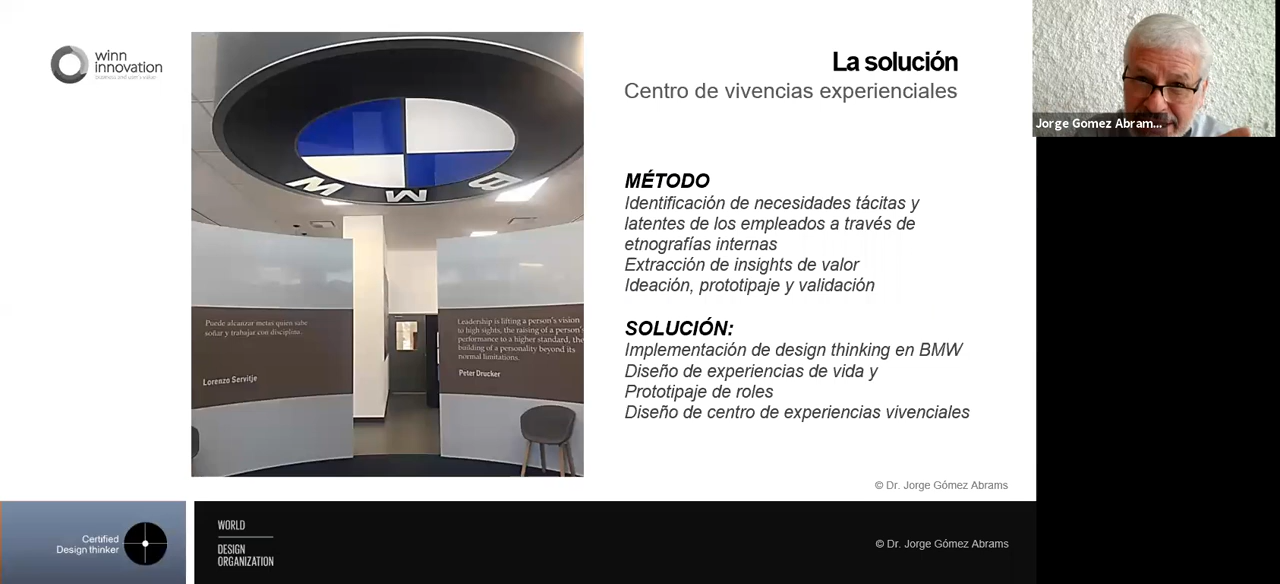 winn
innovation
business and user's value
La solución
Centro de vivencias experienciales
BMW
Puede alcanzar metas quien sabe
soñar y trabajar con disciplina.
Lorenzo Servitje
Leadership is lifting a person's vision
to high sights, the raising of a person's
performance to a higher standard, the
building of a personality beyond its
normal limitations.
Peter Drucker
MÉTODO
Identificación de necesidades tácitas y
latentes de los empleados a través de
etnografías internas
Extracción de insights de valor
Ideación, prototipaje y validación
SOLUCIÓN:
Implementación de design thinking en BMW
Diseño de experiencias de vida y
Prototipaje de roles
Diseño de centro de experiencias vivenciales
© Dr. Jorge Gómez Abrams
Jorge Gomez Abram...
Certified
Design thinker
WORLD
DESIGN
ORGANIZATION
© Dr. Jorge Gómez Abrams